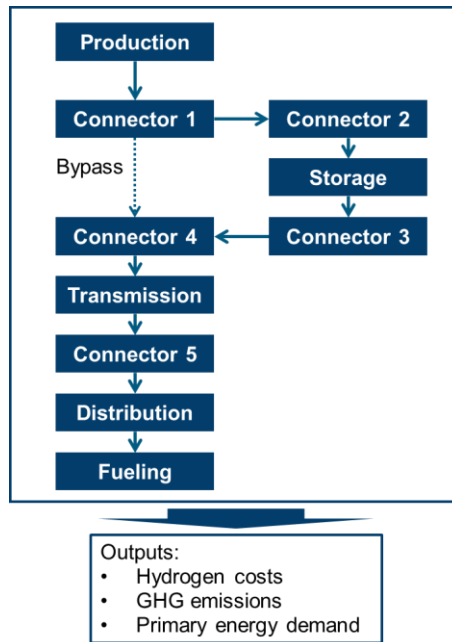 Production
Connector 1
Connector 2
Bypass
Storage
Connector 4
Connector 3
Transmission
Connector 5
Distribution
Fueling
Outputs:
• Hydrogen costs
• GHG emissions
• Primary energy demand